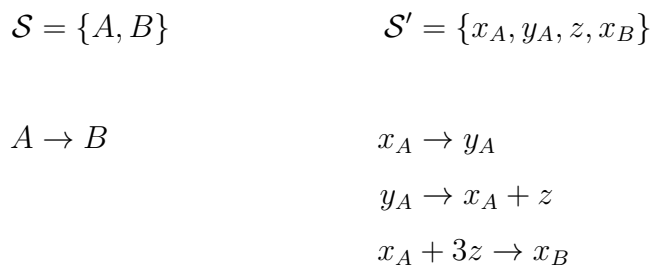 𝒮 = {A, B} 𝒮′ = {x_A, y_A, z, x_B}
A → B x_A → y_A
y_A → x_A + z
x_A + 3z → x_B